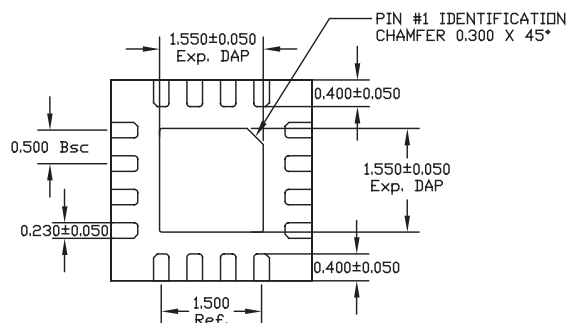 PIN #1 IDENTIFICATION
CHAMFER 0.300 X 45°
1.550±0.050
Exp. DAP
0.400±0.050
0.500 Bsc
1.550±0.050
Exp. DAP
0.230±0.050
0.400±0.050
1.500
Ref.